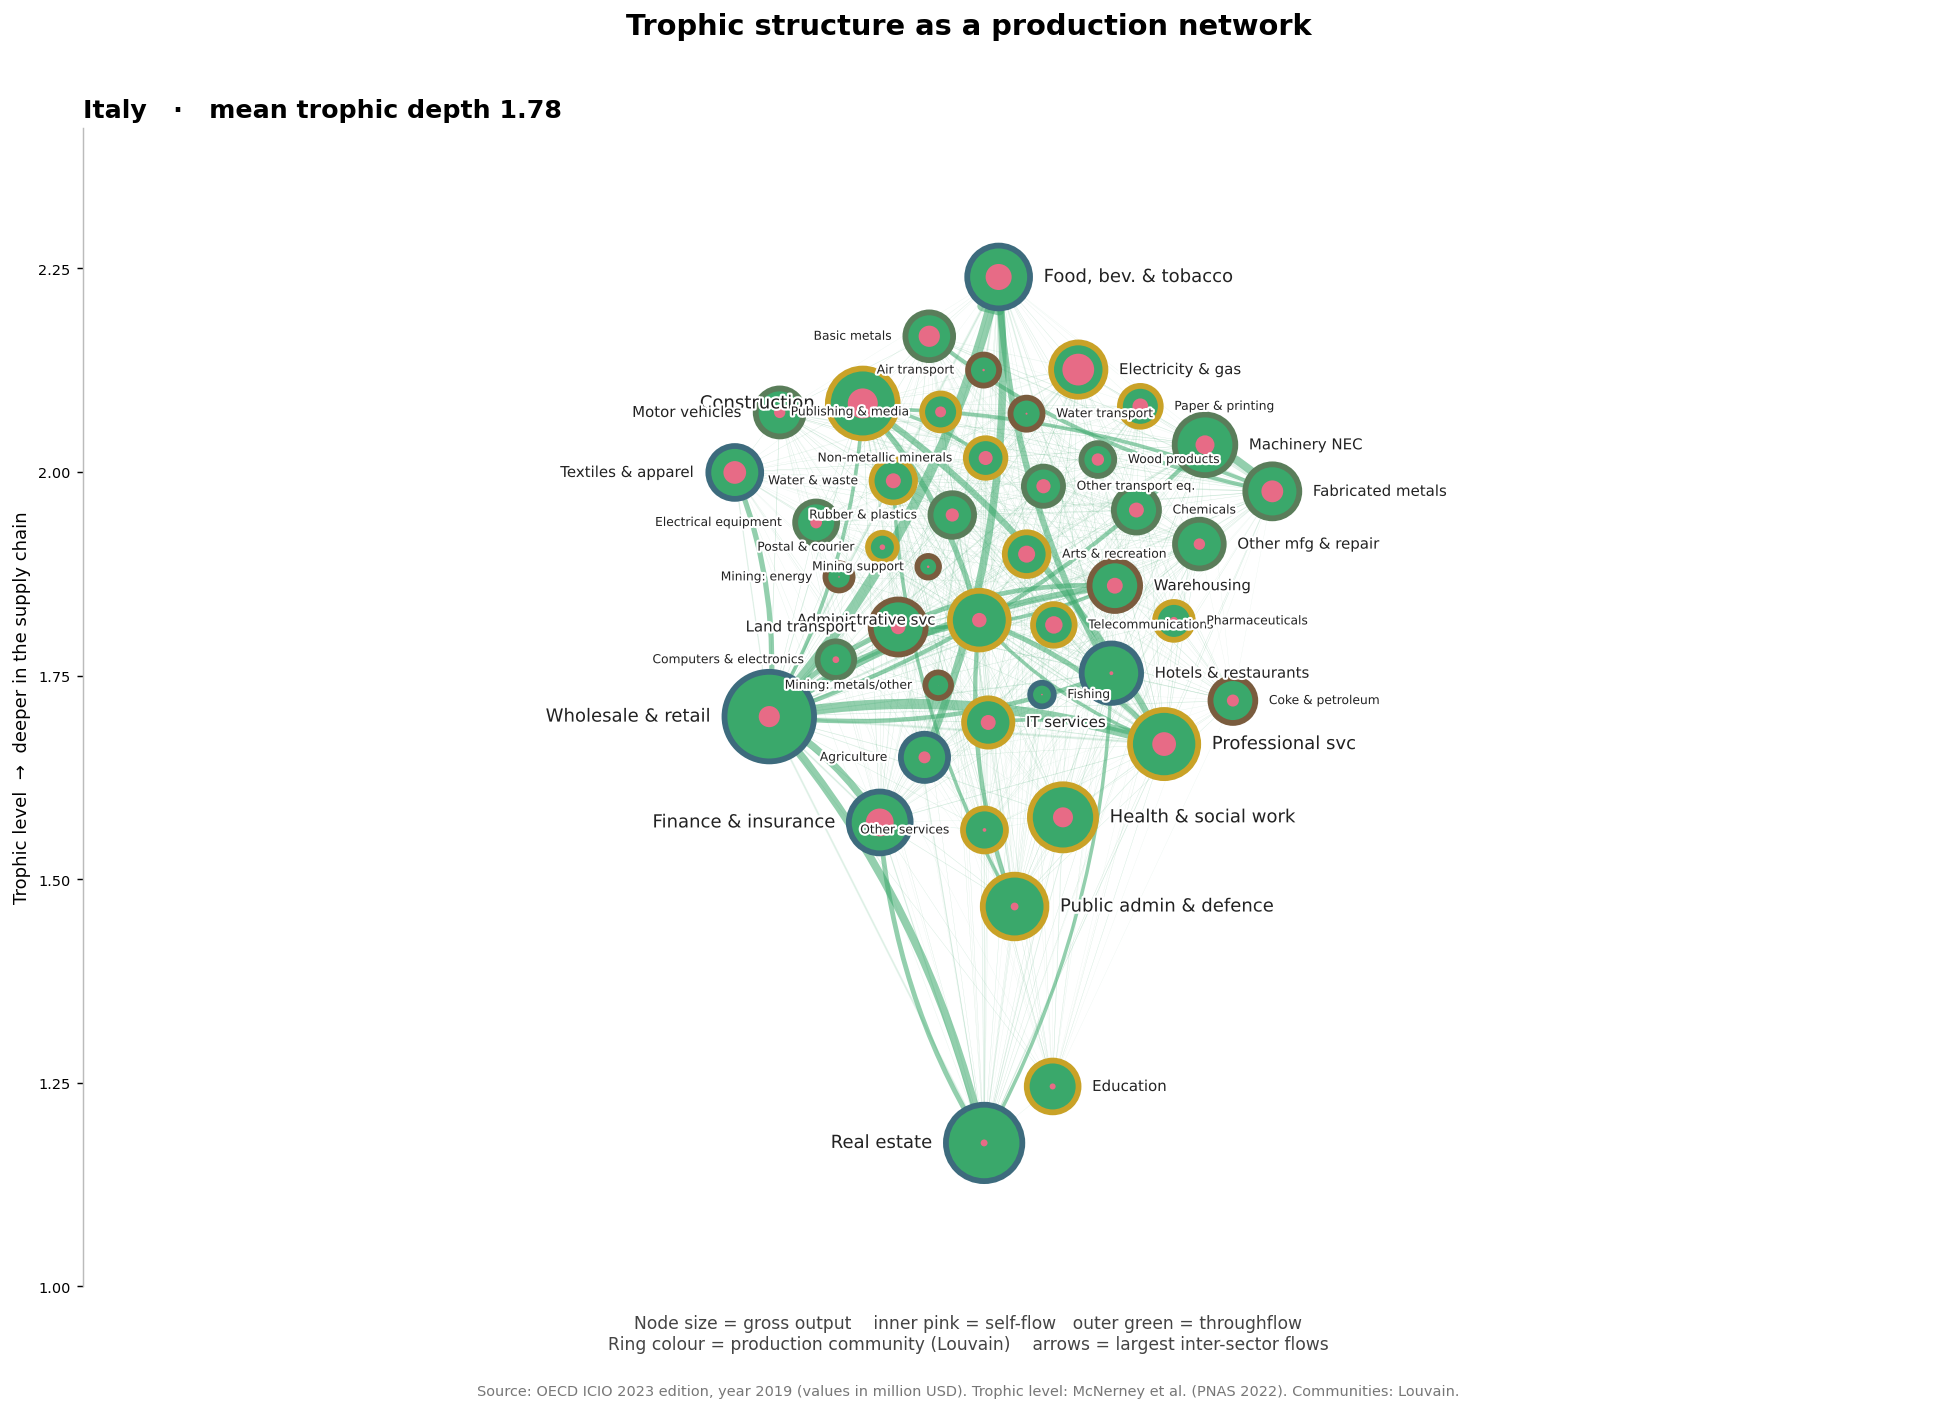 Trophic structure as a production network
Italy · mean trophic depth 1.78
2.25
2.00
1.75
1.50
1.25
1.00
Trophic level → deeper in the supply chain
Food, bev. & tobacco
Basic metals
Air transport
Electricity & gas
Construction
Motor vehicles
Publishing & media
Water transport
Paper & printing
Machinery NEC
Non-metallic minerals
Wood products
Textiles & apparel
Water & waste
Other transport eq.
Fabricated metals
Rubber & plastics
Chemicals
Electrical equipment
Postal & courier
Arts & recreation
Other mfg & repair
Mining support
Mining: energy
Warehousing
Administrative svc
Land transport
Telecommunications
Pharmaceuticals
Computers & electronics
Hotels & restaurants
Mining: metals/other
Fishing
Coke & petroleum
Wholesale & retail
IT services
Professional svc
Agriculture
Finance & insurance
Other services
Health & social work
Public admin & defence
Education
Real estate
Node size = gross output inner pink = self-flow outer green = throughflow
Ring colour = production community (Louvain) arrows = largest inter-sector flows
Source: OECD ICIO 2023 edition, year 2019 (values in million USD). Trophic level: McNerney et al. (PNAS 2022). Communities: Louvain.